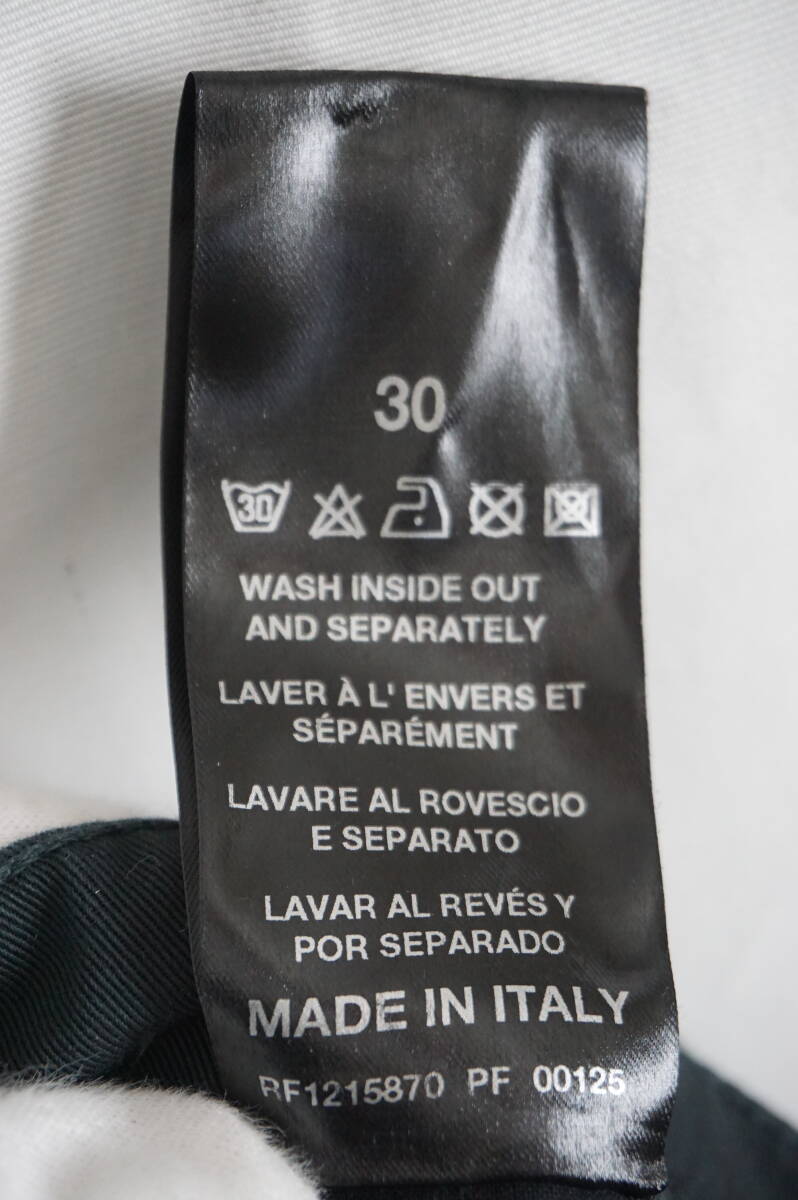 30
30
WASH INSIDE OUT
AND SEPARATELY
LAVER À L' ENVERS ET
SÉPARÉMENT
LAVARE AL ROVESCIO
E SEPARATO
LAVAR AL REVÉS Y
POR SEPARADO
MADE IN ITALY
RF1215870 PF 00125